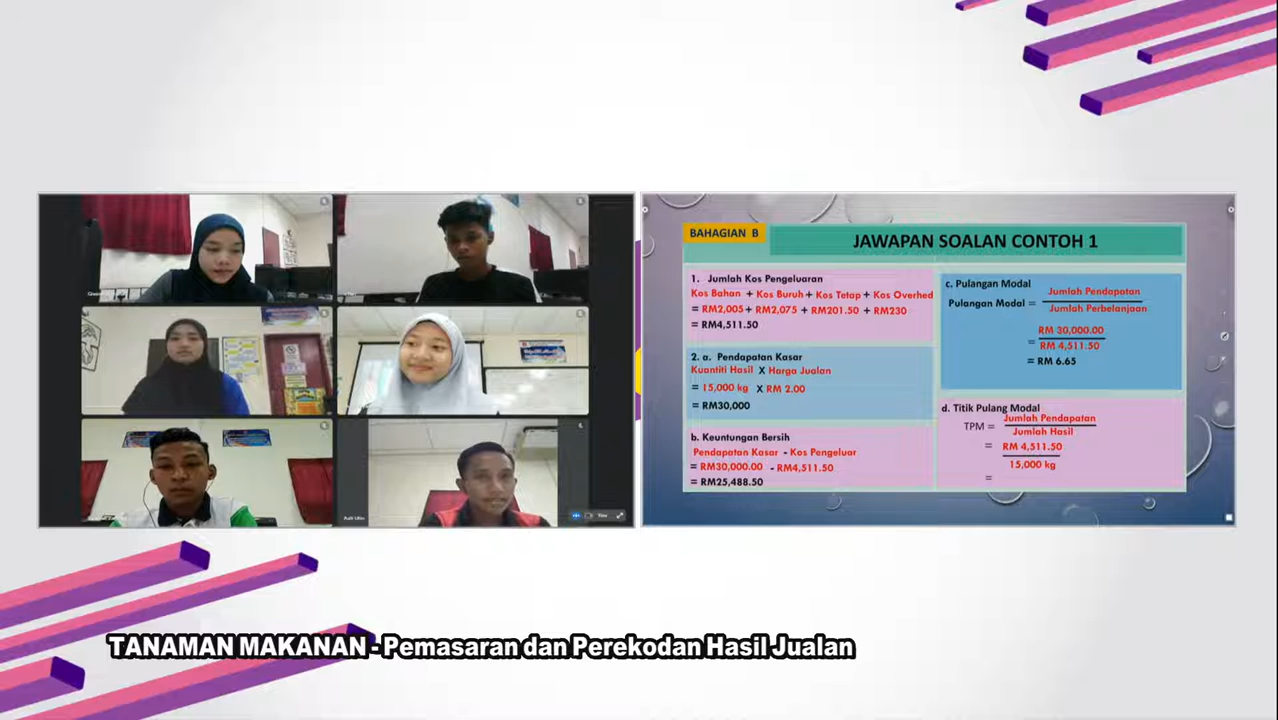 BAHAGIAN B
JAWAPAN SOALAN CONTOH 1
1. Jumlah Kos Pengeluaran
Kos Bahan + Kos Buruh + Kos Tetap + Kos Overhed
= RM2,005 + RM2,075 + RM201.50 + RM230
= RM4,511.50
2. a. Pendapatan Kasar
Kuantiti Hasil X Harga Jualan
= 15,000 kg X RM 2.00
= RM30,000
b. Keuntungan Bersih
Pendapatan Kasar - Kos Pengeluar
= RM30,000.00 - RM4,511.50
= RM25,488.50
c. Pulangan Modal
Jumlah Pendapatan
Pulangan Modal =
Jumlah Perbelanjaan
RM 30,000.00
=
RM 4,511.50
= RM 6.65
d. Titik Pulang Modal
Jumlah Pendapatan
TPM =
Jumlah Hasil
= RM 4,511.50
15,000 kg
=
You
TANAMAN MAKANAN - Pemasaran dan Perekodan Hasil Jualan